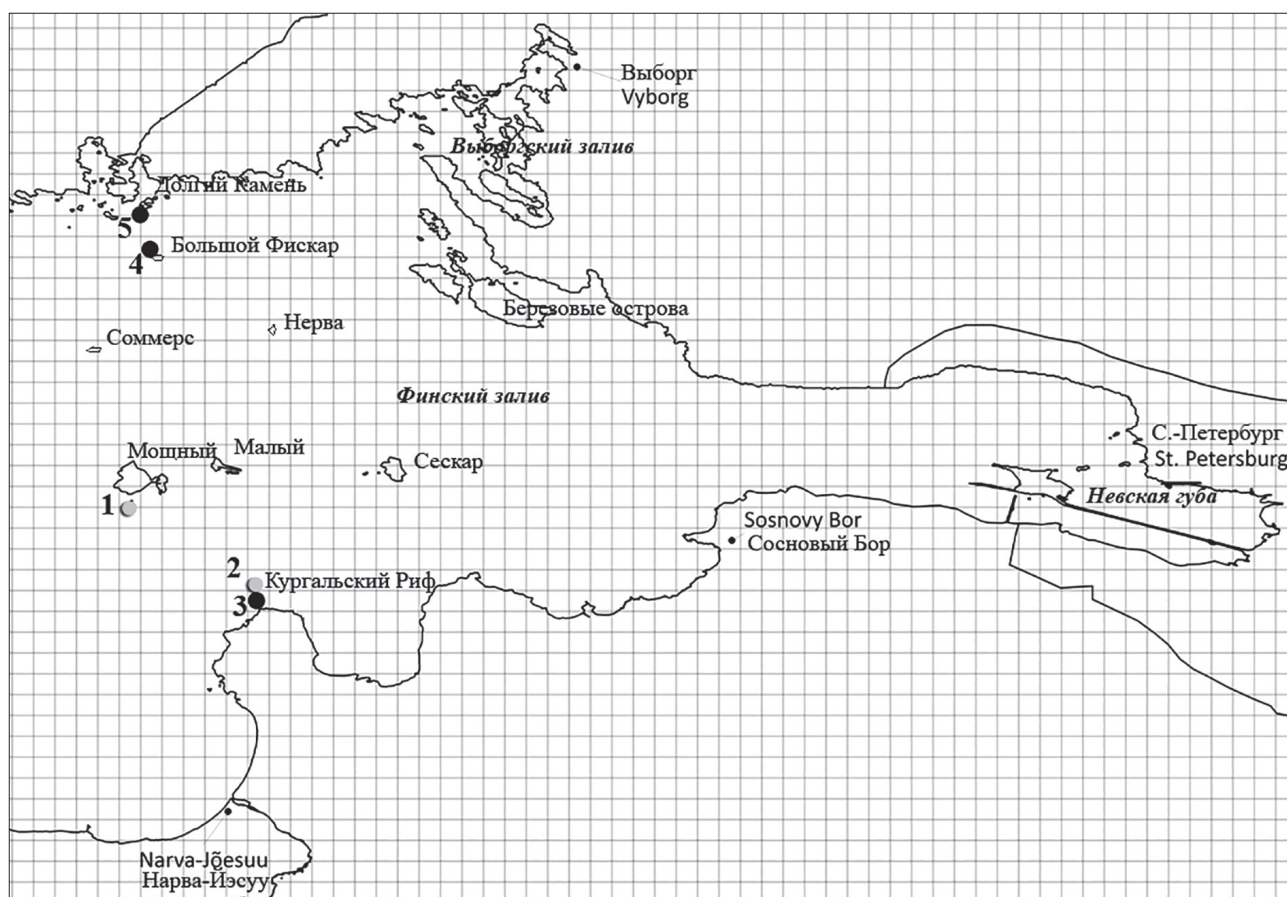 Выборг
Vyborg
Выборгский залив
Долгий Камень
5
Большой Фискар
4
Березовые острова
Нерва
Соммерс
Финский залив
С.-Петербург
St. Petersburg
Мощный
Малый
Сескар
Невская губа
1
Sosnovy Bor
Сосновый Бор
2
Кургальский Риф
3
Narva-Jõesuu
Нарва-Йэсуу